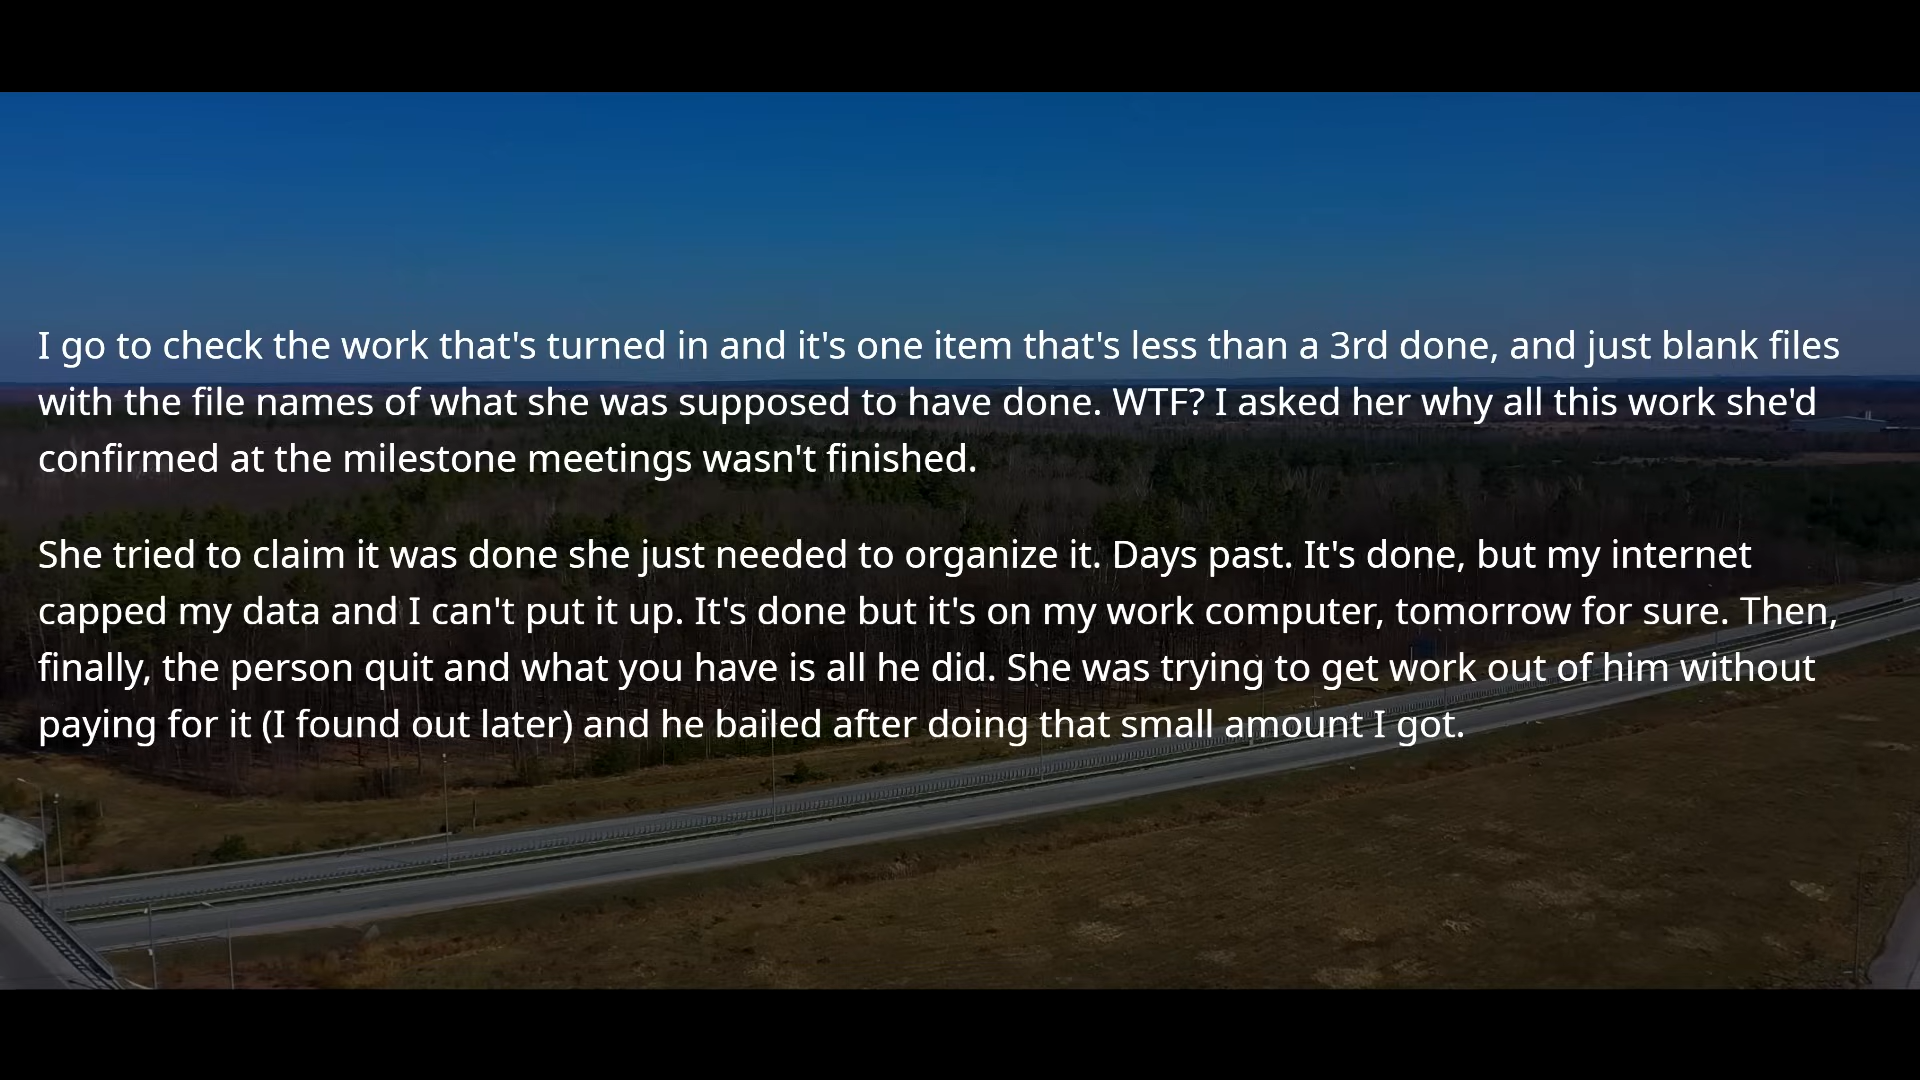 I go to check the work that's turned in and it's one item that's less than a 3rd done, and just blank files
with the file names of what she was supposed to have done. WTF? I asked her why all this work she'd
confirmed at the milestone meetings wasn't finished.
She tried to claim it was done she just needed to organize it. Days past. It's done, but my internet
capped my data and I can't put it up. It's done but it's on my work computer, tomorrow for sure. Then,
finally, the person quit and what you have is all he did. She was trying to get work out of him without
paying for it (I found out later) and he bailed after doing that small amount I got.